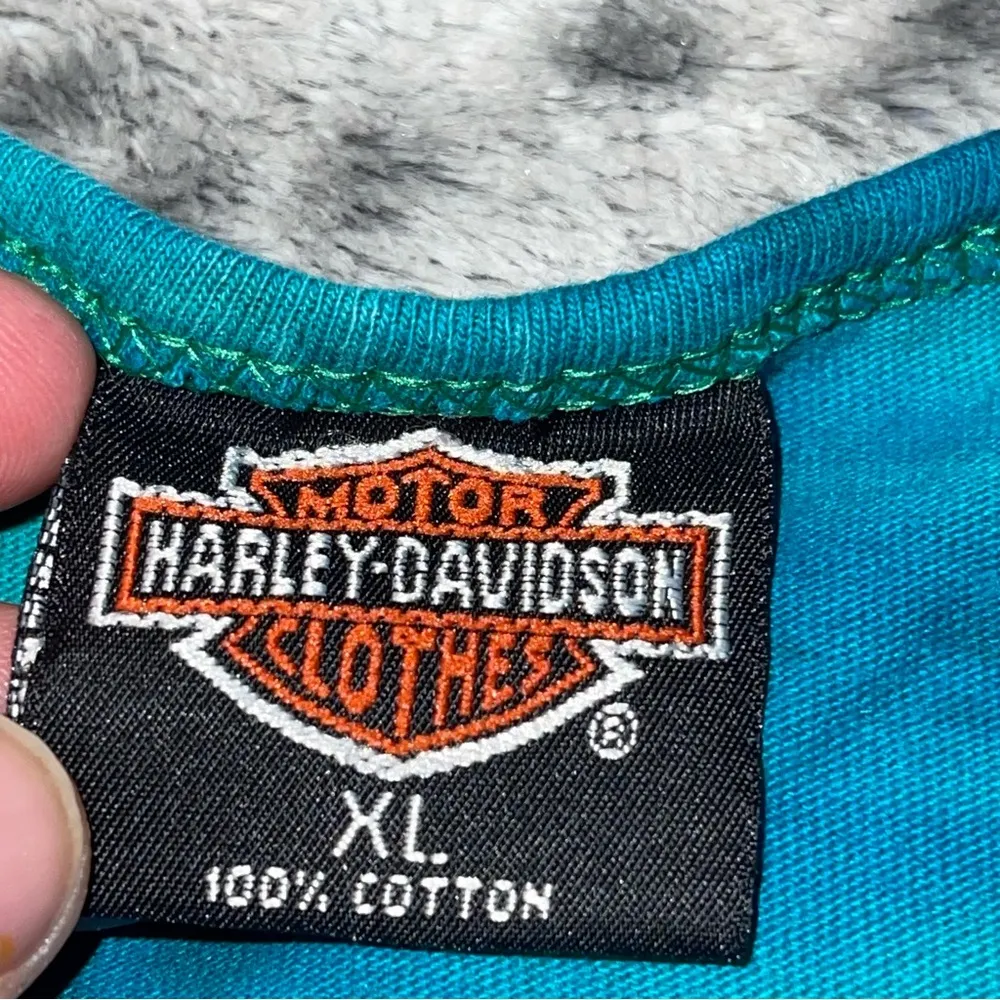 MOTOR
HARLEY-DAVIDSON
CLOTHES
®
XL
100% COTTON